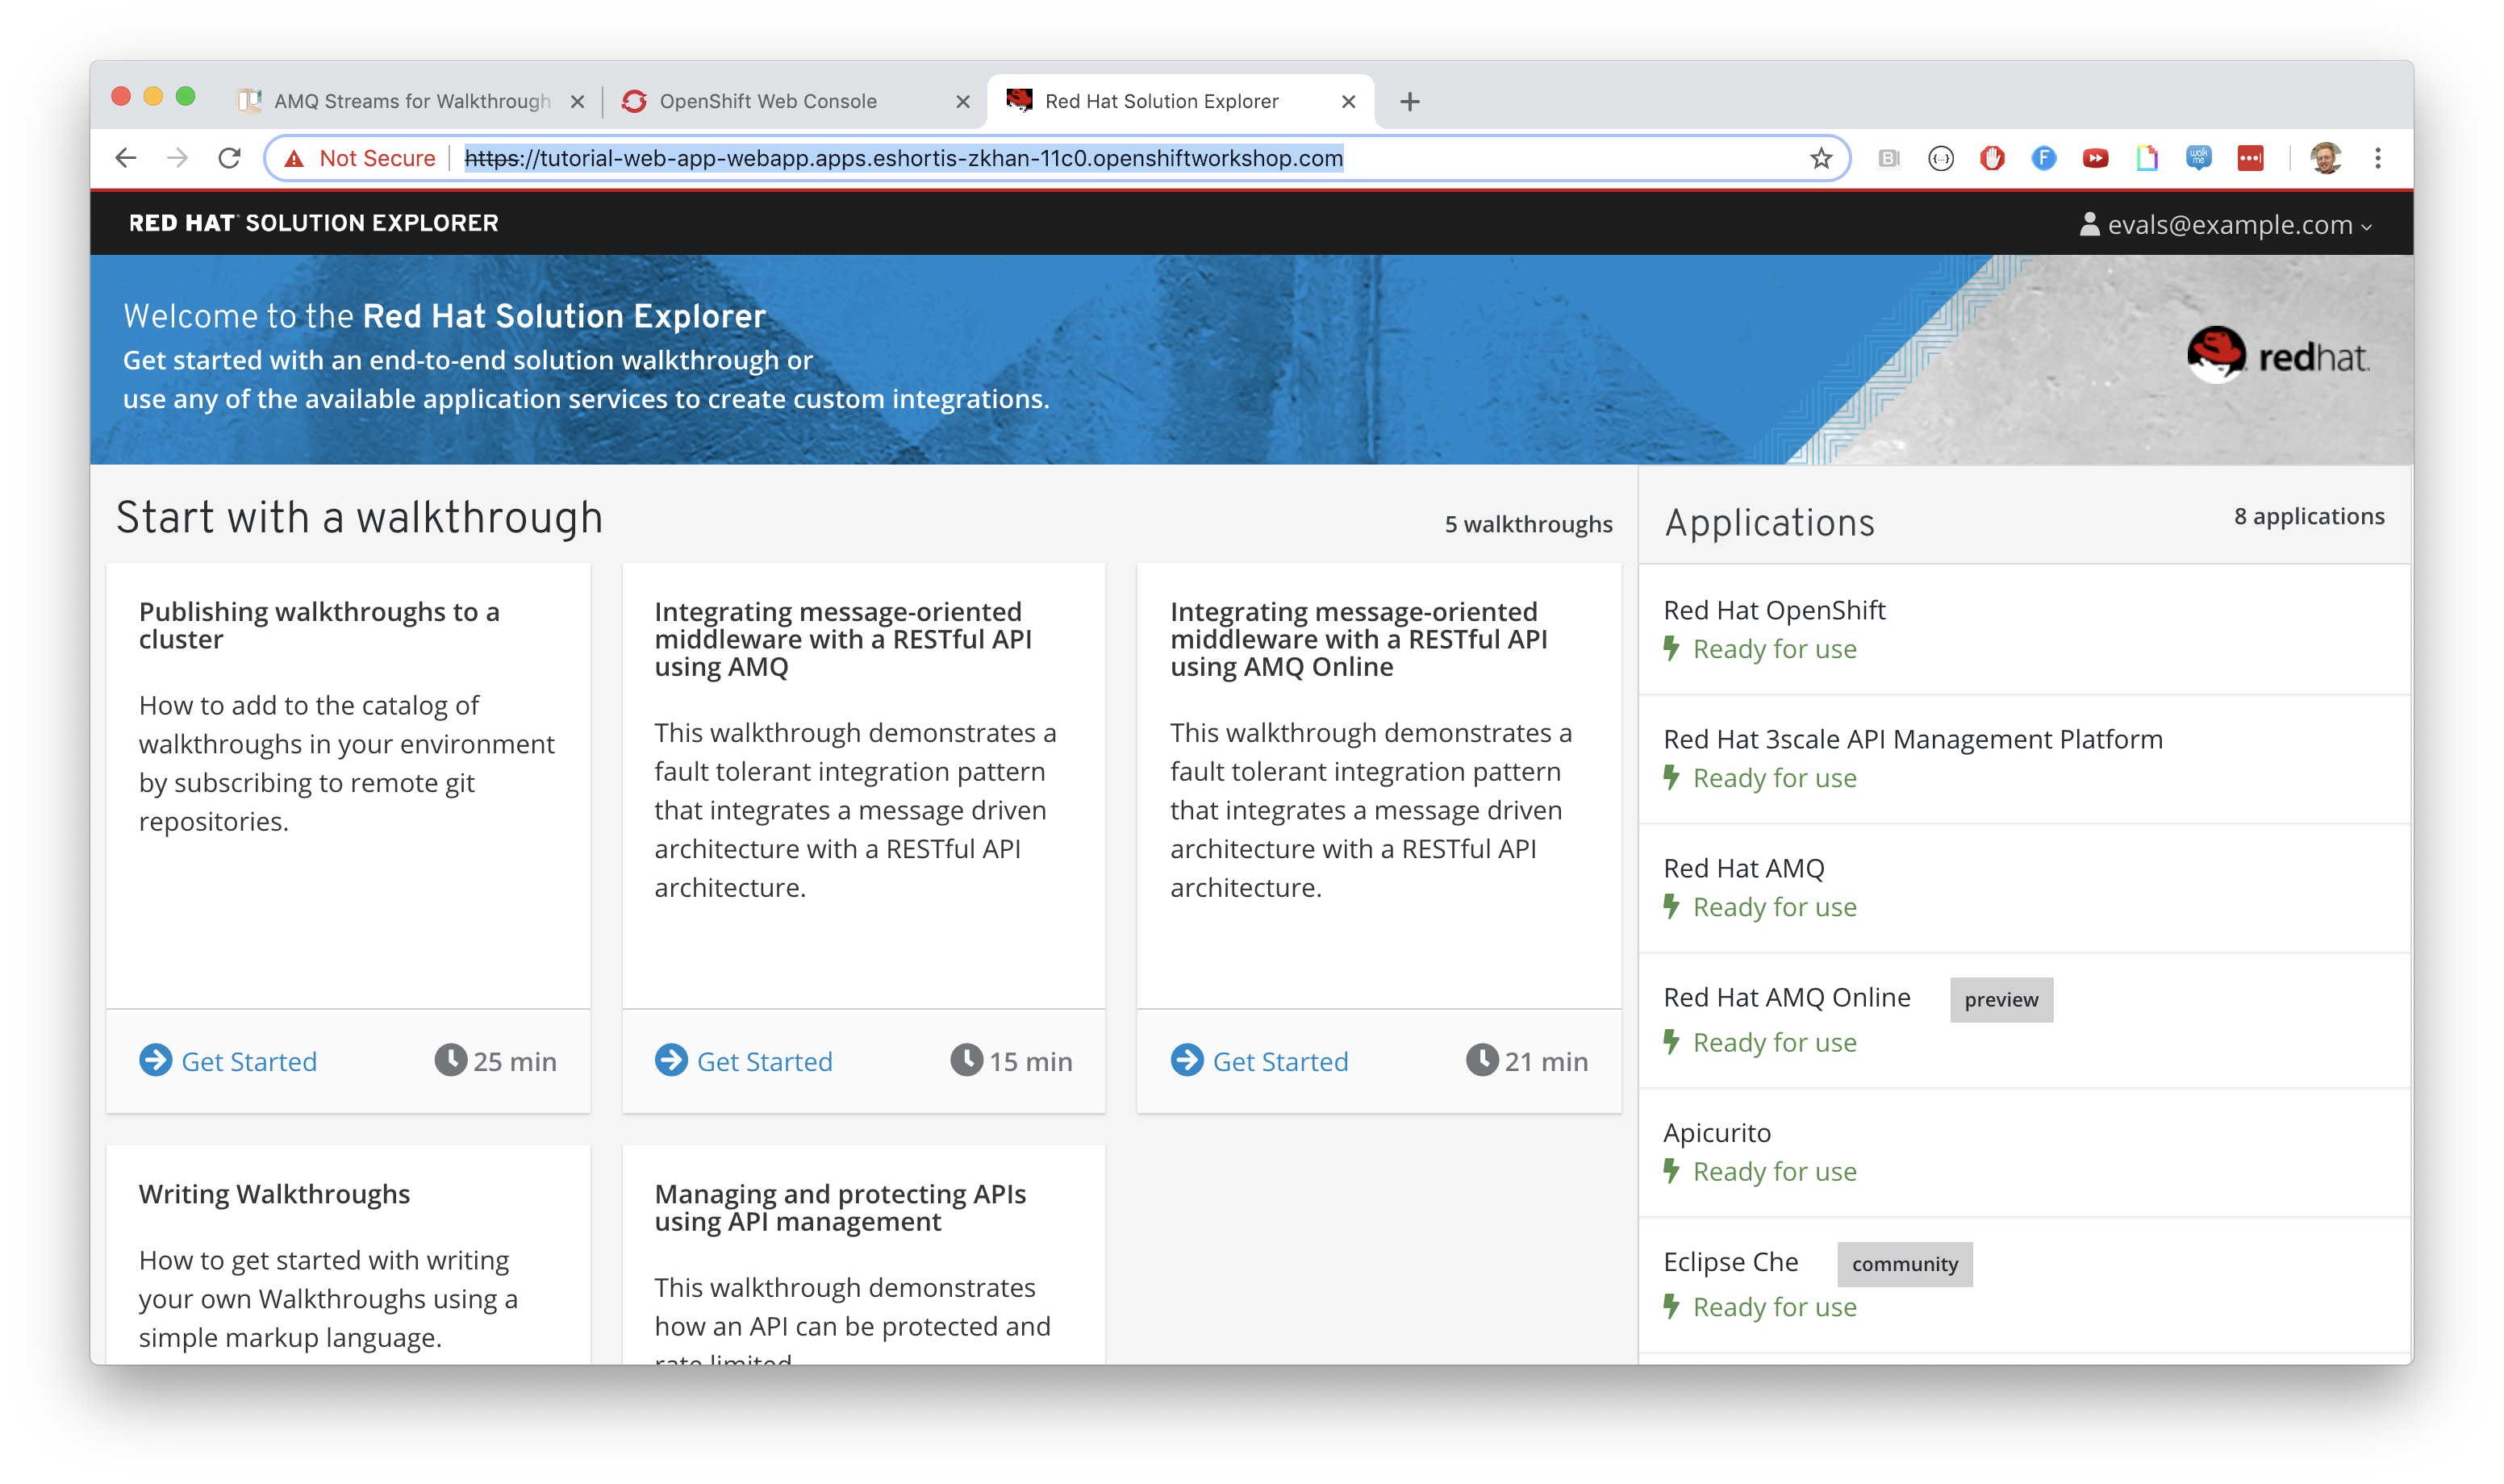 AMQ Streams for Walkthrough
OpenShift Web Console
Red Hat Solution Explorer
Not Secure
https://tutorial-web-app-webapp.apps.eshortis-zkhan-11c0.openshiftworkshop.com
RED HAT SOLUTION EXPLORER
evals@example.com
Welcome to the Red Hat Solution Explorer
Get started with an end-to-end solution walkthrough or
use any of the available application services to create custom integrations.
redhat.
Start with a walkthrough
5 walkthroughs
Publishing walkthroughs to a
cluster
How to add to the catalog of
walkthroughs in your environment
by subscribing to remote git
repositories.
Get Started
25 min
Integrating message-oriented
middleware with a RESTful API
using AMQ
This walkthrough demonstrates a
fault tolerant integration pattern
that integrates a message driven
architecture with a RESTful API
architecture.
Get Started
15 min
Integrating message-oriented
middleware with a RESTful API
using AMQ Online
This walkthrough demonstrates a
fault tolerant integration pattern
that integrates a message driven
architecture with a RESTful API
architecture.
Get Started
21 min
Writing Walkthroughs
How to get started with writing
your own Walkthroughs using a
simple markup language.
Managing and protecting APIs
using API management
This walkthrough demonstrates
how an API can be protected and
rate limited
Applications
8 applications
Red Hat OpenShift
Ready for use
Red Hat 3scale API Management Platform
Ready for use
Red Hat AMQ
Ready for use
Red Hat AMQ Online
preview
Ready for use
Apicurito
Ready for use
Eclipse Che
community
Ready for use